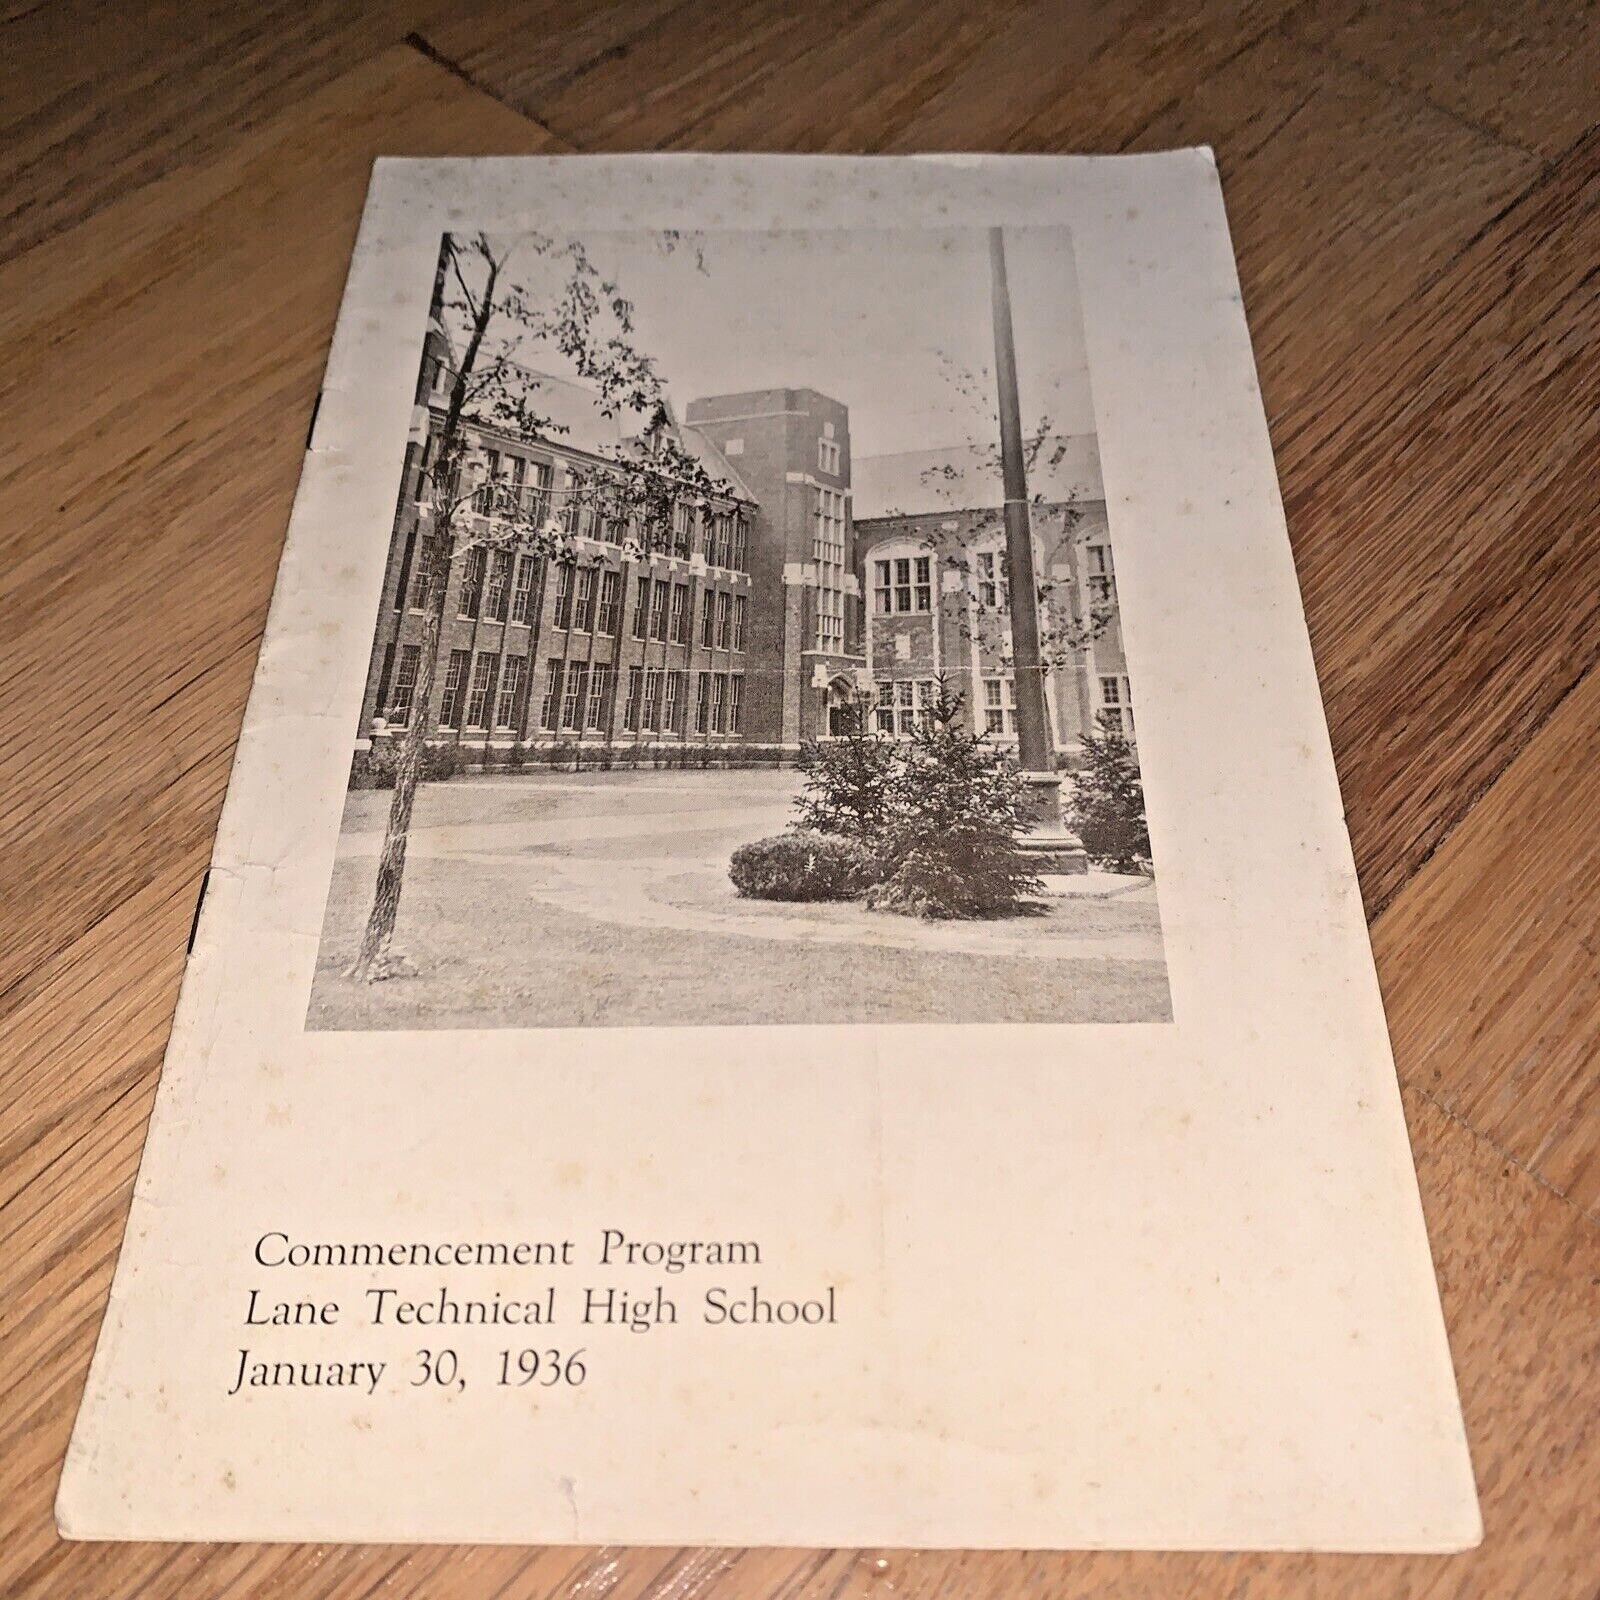 Commencement Program
Lane Technical High School
January 30, 1936